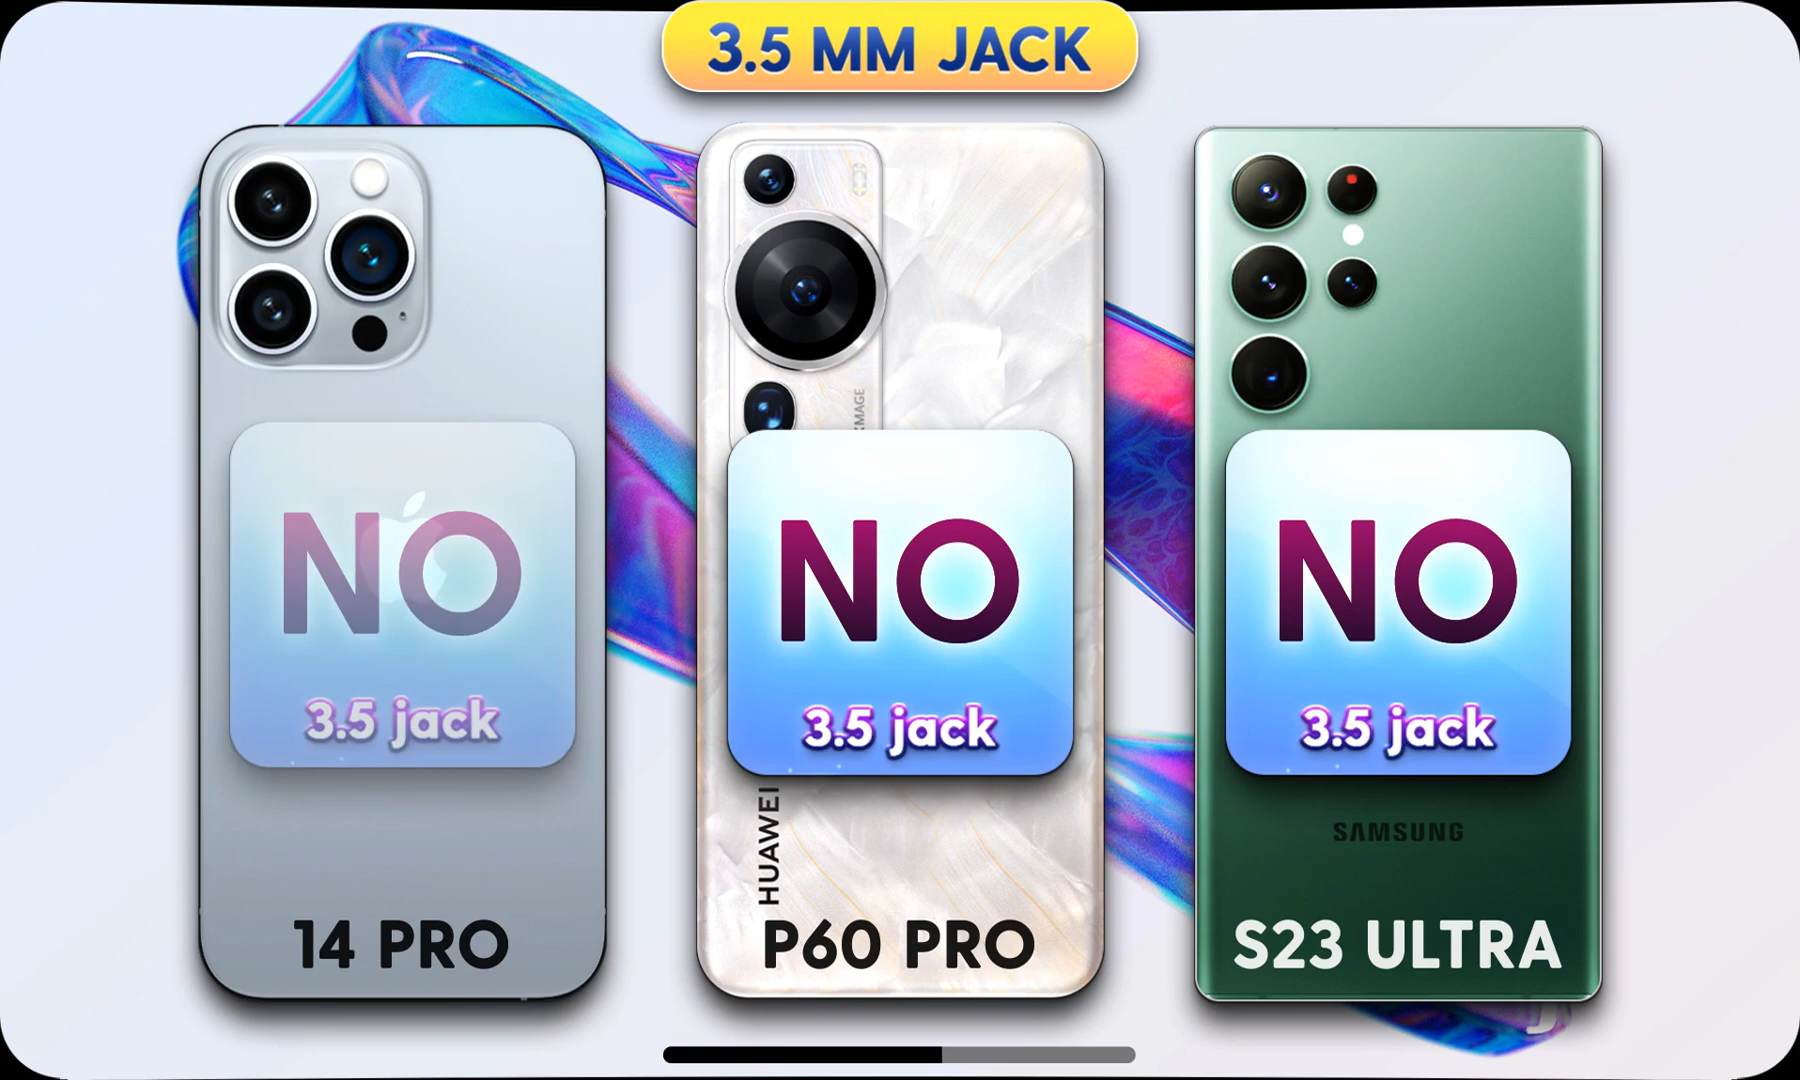 3.5 MM JACK
NO
3.5 jack
14 PRO
XMAGE
NO
3.5 jack
HUAWEI
P60 PRO
NO
3.5 jack
SAMSUNG
S23 ULTRA